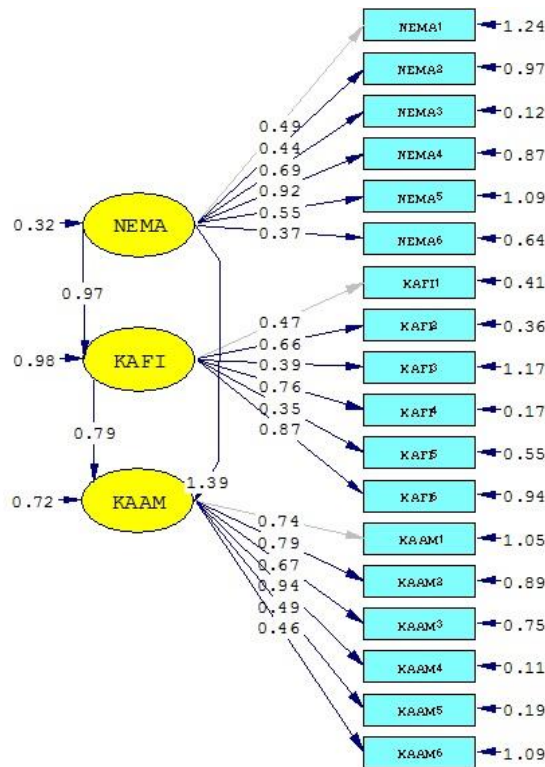 NEMA1
1.24
NEMA2
0.97
NEMA3
0.12
NEMA4
0.87
NEMA5
1.09
NEMA6
0.64
0.49
0.44
0.69
0.92
0.55
0.37
0.32
NEMA
0.97
KAFI1
0.41
KAFI2
0.36
KAFI3
1.17
KAFI4
0.17
KAFI5
0.55
KAFI6
0.94
0.47
0.66
0.39
0.76
0.35
0.87
0.98
KAFI
0.79
1.39
0.72
KAAM
KAAM1
1.05
KAAM2
0.89
KAAM3
0.75
KAAM4
0.11
KAAM5
0.19
KAAM6
1.09
0.74
0.79
0.67
0.94
0.49
0.46